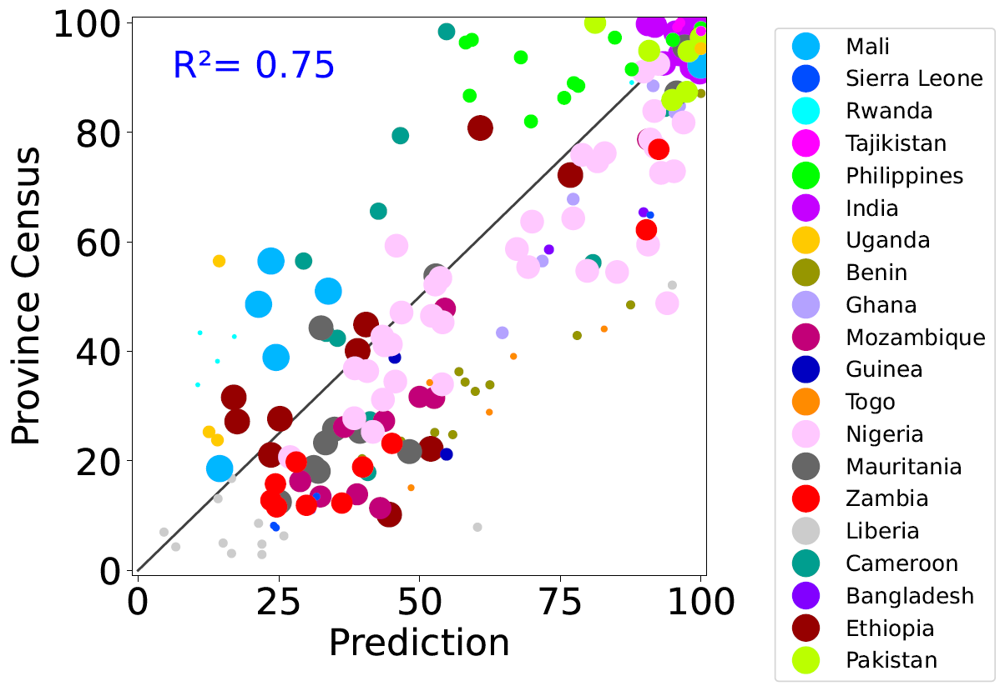 100
80
60
40
20
0
Province Census
R²= 0.75
0 25 50 75 100
Prediction
Mali
Sierra Leone
Rwanda
Tajikistan
Philippines
India
Uganda
Benin
Ghana
Mozambique
Guinea
Togo
Nigeria
Mauritania
Zambia
Liberia
Cameroon
Bangladesh
Ethiopia
Pakistan